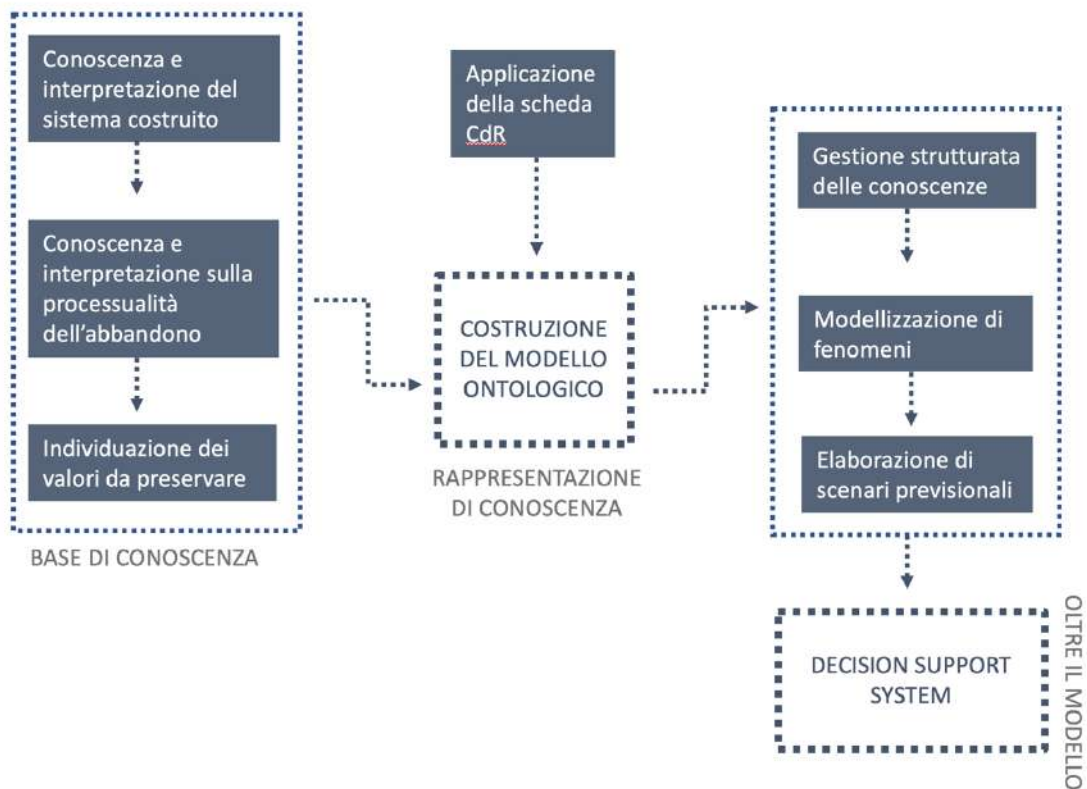 Conoscenza e
interpretazione del
sistema costruito
Conoscenza e
interpretazione sulla
processualità
dell'abbandono
Individuazione dei
valori da preservare
BASE DI CONOSCENZA
Applicazione
della scheda
CdR
COSTRUZIONE
DEL MODELLO
ONTOLOGICO
RAPPRESENTAZIONE
DI CONOSCENZA
Gestione strutturata
delle conoscenze
Modellizzazione di
fenomeni
Elaborazione di
scenari previsionali
DECISION SUPPORT
SYSTEM
OLTRE IL MODELLO